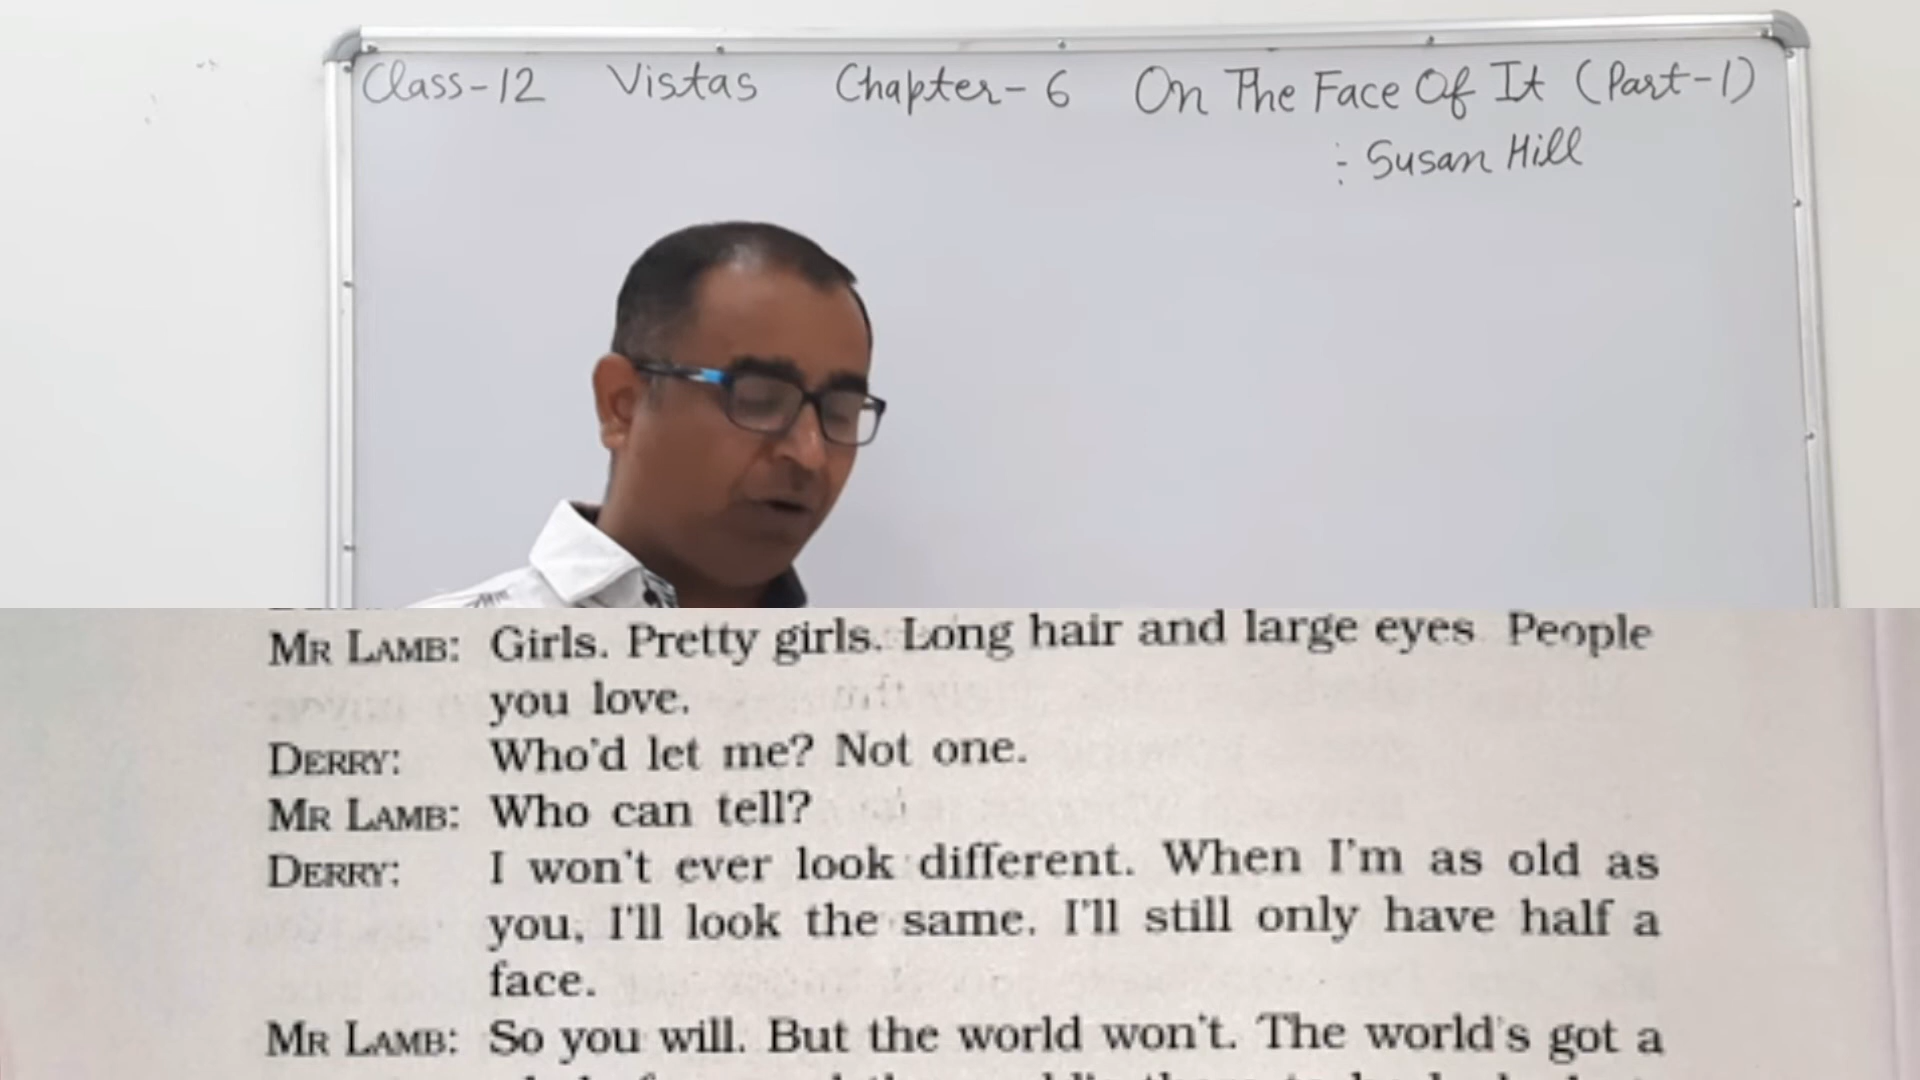 Class-12 Vistas Chapter-6 On The Face Of It (Part-1)
: Susan Hill
MR LAMB: Girls. Pretty girls. Long hair and large eyes People
you love.
DERRY: Who'd let me? Not one.
MR LAMB: Who can tell?
DERRY: I won't ever look different. When I'm as old as
you, I'll look the same. I'll still only have half a
face.
MR LAMB: So you will. But the world won't. The world's got a